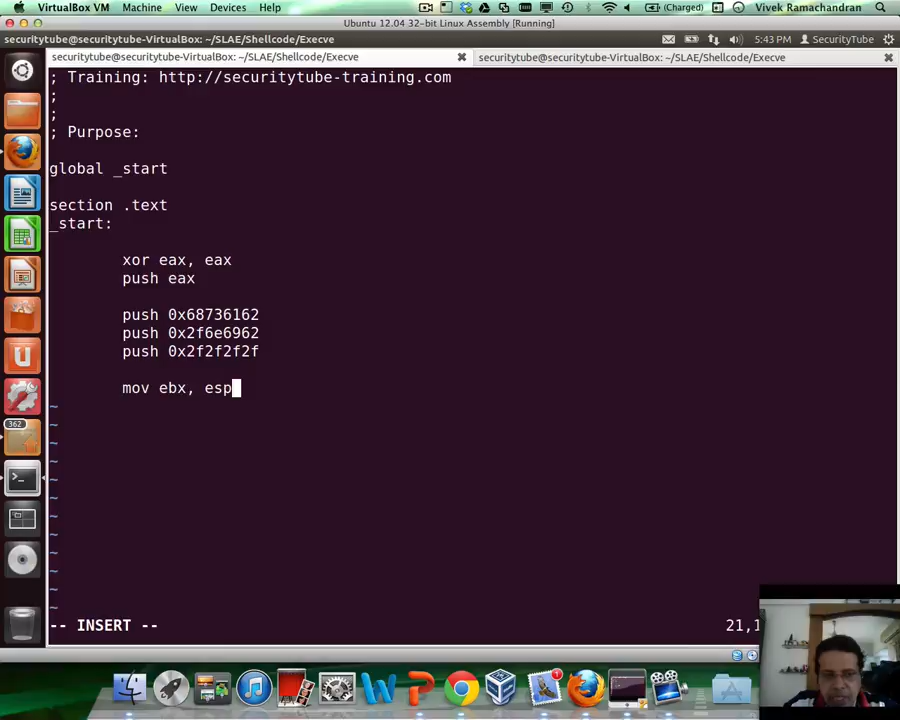 VirtualBox VM Machine View Devices Help (Charged) Vivek Ramachandran
Ubuntu 12.04 32-bit Linux Assembly [Running]
securitytube@securitytube-VirtualBox: ~/SLAE/Shellcode/Execve 5:43 PM SecurityTube
securitytube@securitytube-VirtualBox: ~/SLAE/Shellcode/Execve securitytube@securitytube-VirtualBox: ~/SLAE/Shellcode/Execve
; Training: http://securitytube-training.com
;
;
; Purpose:
global _start
section .text
_start:
xor eax, eax
push eax
push 0x68736162
push 0x2f6e6962
push 0x2f2f2f2f
mov ebx, esp
~
~
~
~
~
~
~
~
~
~
~
-- INSERT -- 21,1
362
1